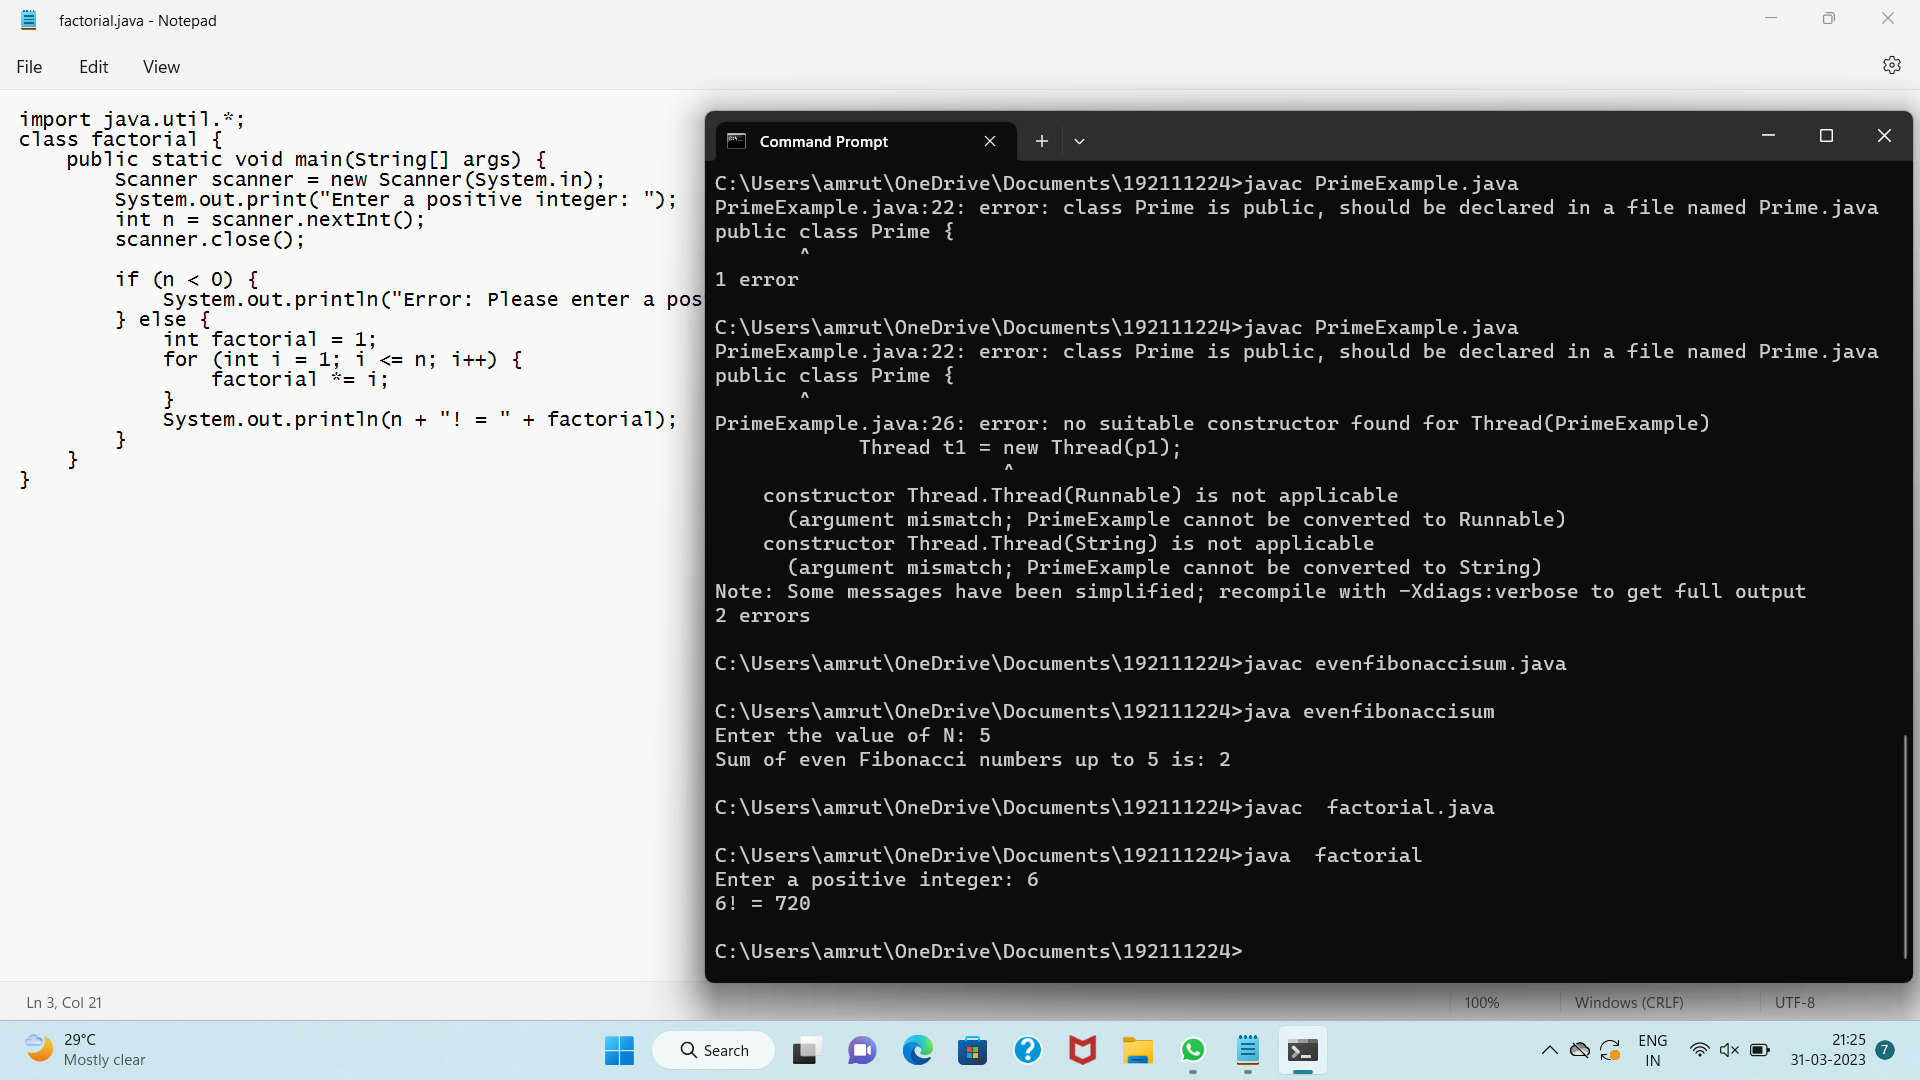 factorial.java - Notepad
File Edit View
import java.util.*;
class factorial {
    public static void main(String[] args) {
        Scanner scanner = new Scanner(System.in);
        System.out.print("Enter a positive integer: ");
        int n = scanner.nextInt();
        scanner.close();

        if (n < 0) {
            System.out.println("Error: Please enter a pos
        } else {
            int factorial = 1;
            for (int i = 1; i <= n; i++) {
                factorial *= i;
            }
            System.out.println(n + "! = " + factorial);
        }
    }
}
Command Prompt
C:\Users\amrut\OneDrive\Documents\192111224>javac PrimeExample.java
PrimeExample.java:22: error: class Prime is public, should be declared in a file named Prime.java
public class Prime {
       ^
1 error

C:\Users\amrut\OneDrive\Documents\192111224>javac PrimeExample.java
PrimeExample.java:22: error: class Prime is public, should be declared in a file named Prime.java
public class Prime {
       ^
PrimeExample.java:26: error: no suitable constructor found for Thread(PrimeExample)
            Thread t1 = new Thread(p1);
                        ^
    constructor Thread.Thread(Runnable) is not applicable
      (argument mismatch; PrimeExample cannot be converted to Runnable)
    constructor Thread.Thread(String) is not applicable
      (argument mismatch; PrimeExample cannot be converted to String)
Note: Some messages have been simplified; recompile with -Xdiags:verbose to get full output
2 errors

C:\Users\amrut\OneDrive\Documents\192111224>javac evenfibonaccisum.java

C:\Users\amrut\OneDrive\Documents\192111224>java evenfibonaccisum
Enter the value of N: 5
Sum of even Fibonacci numbers up to 5 is: 2

C:\Users\amrut\OneDrive\Documents\192111224>javac  factorial.java

C:\Users\amrut\OneDrive\Documents\192111224>java  factorial
Enter a positive integer: 6
6! = 720

C:\Users\amrut\OneDrive\Documents\192111224>
Ln 3, Col 21
100%
Windows (CRLF)
UTF-8
29°C
Mostly clear
Search
ENG
IN
21:25
31-03-2023
7